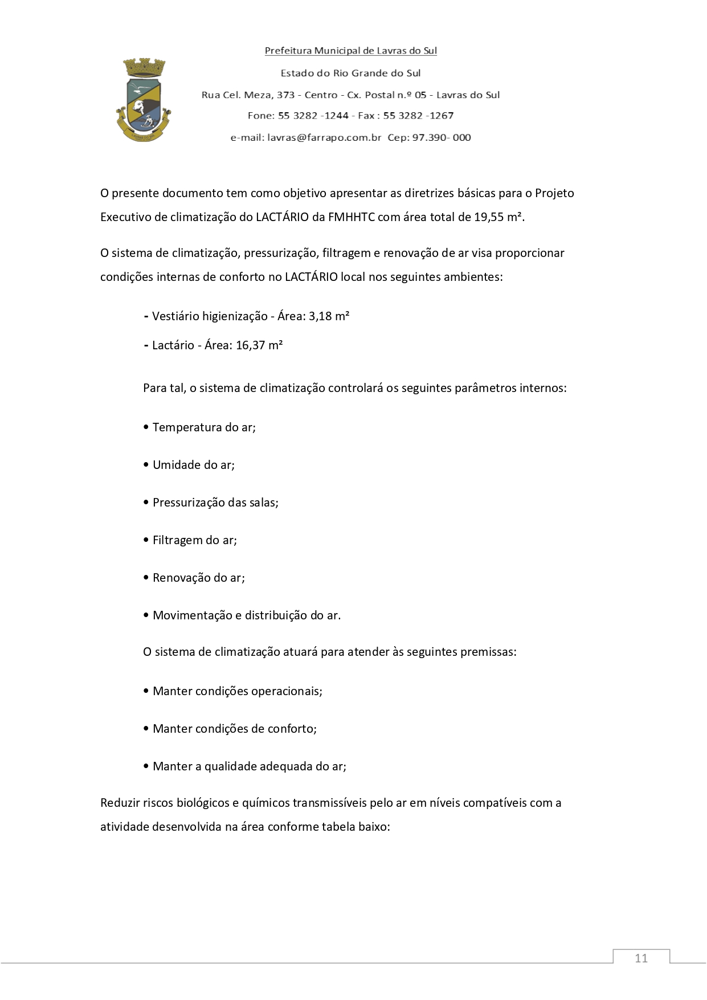 Prefeitura Municipal de Lavras do Sul
Estado do Rio Grande do Sul
Rua Cel. Meza, 373 - Centro - Cx. Postal n.º 05 - Lavras do Sul
Fone: 55 3282 -1244 - Fax : 55 3282 -1267
e-mail: lavras@farrapo.com.br Cep: 97.390- 000
LAVRAS DO SUL
O presente documento tem como objetivo apresentar as diretrizes básicas para o Projeto
Executivo de climatização do LACTÁRIO da FMHHTC com área total de 19,55 m².
O sistema de climatização, pressurização, filtragem e renovação de ar visa proporcionar
condições internas de conforto no LACTÁRIO local nos seguintes ambientes:
- Vestiário higienização - Área: 3,18 m²
- Lactário - Área: 16,37 m²
Para tal, o sistema de climatização controlará os seguintes parâmetros internos:
• Temperatura do ar;
• Umidade do ar;
• Pressurização das salas;
• Filtragem do ar;
• Renovação do ar;
• Movimentação e distribuição do ar.
O sistema de climatização atuará para atender às seguintes premissas:
• Manter condições operacionais;
• Manter condições de conforto;
• Manter a qualidade adequada do ar;
Reduzir riscos biológicos e químicos transmissíveis pelo ar em níveis compatíveis com a
atividade desenvolvida na área conforme tabela baixo:
11